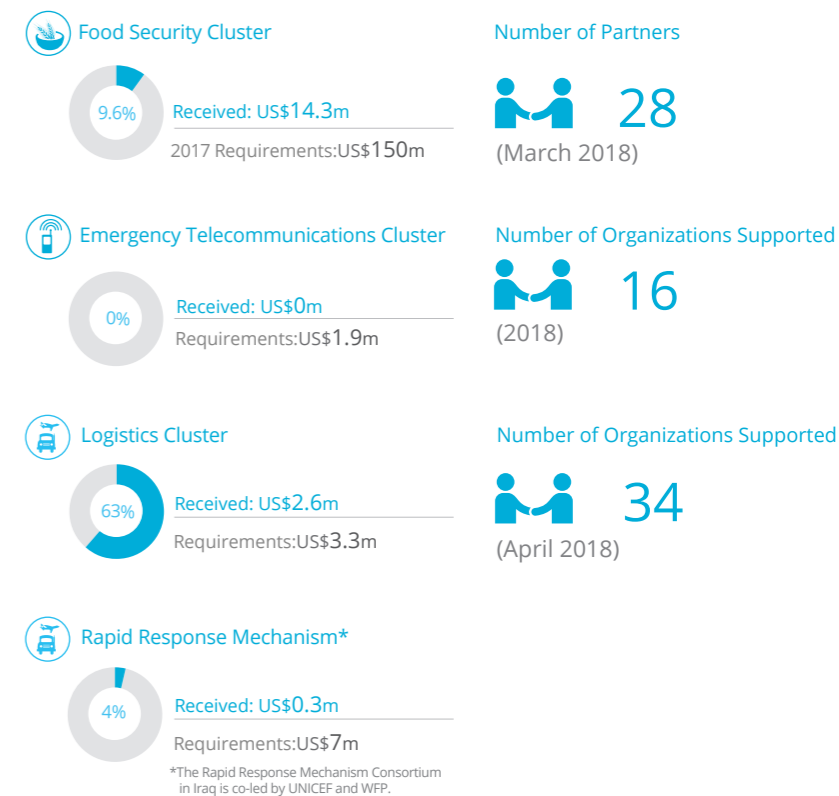 Food Security Cluster
Number of Partners
9.6%
Received: US$14.3m
2017 Requirements:US$150m
28
(March 2018)
Emergency Telecommunications Cluster
Number of Organizations Supported
0%
Received: US$0m
Requirements:US$1.9m
16
(2018)
Logistics Cluster
Number of Organizations Supported
63%
Received: US$2.6m
Requirements:US$3.3m
34
(April 2018)
Rapid Response Mechanism*
4%
Received: US$0.3m
Requirements:US$7m
*The Rapid Response Mechanism Consortium
in Iraq is co-led by UNICEF and WFP.